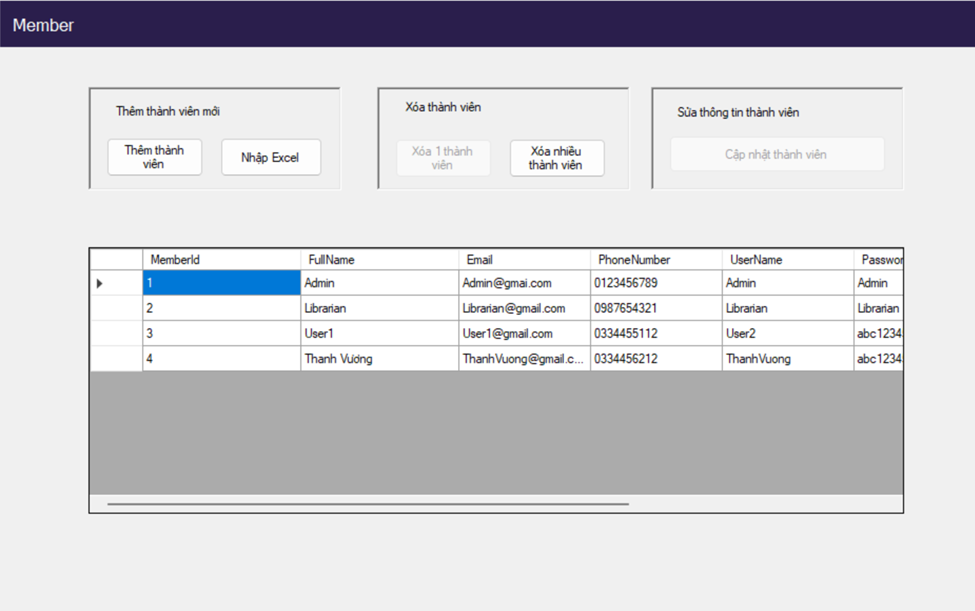 Member
Thêm thành viên mới
Thêm thành
viên
Nhập Excel
Xóa thành viên
Xóa 1 thành
viên
Xóa nhiều
thành viên
Sửa thông tin thành viên
Cập nhật thành viên
MemberId FullName Email PhoneNumber UserName Passwor
1 Admin Admin@gmai.com 0123456789 Admin Admin
2 Librarian Librarian@gmail.com 0987654321 Librarian Librarian
3 User1 User1@gmail.com 0334455112 User2 abc1234
4 Thanh Vương ThanhVuong@gmail.c... 0334456212 ThanhVuong abc1234